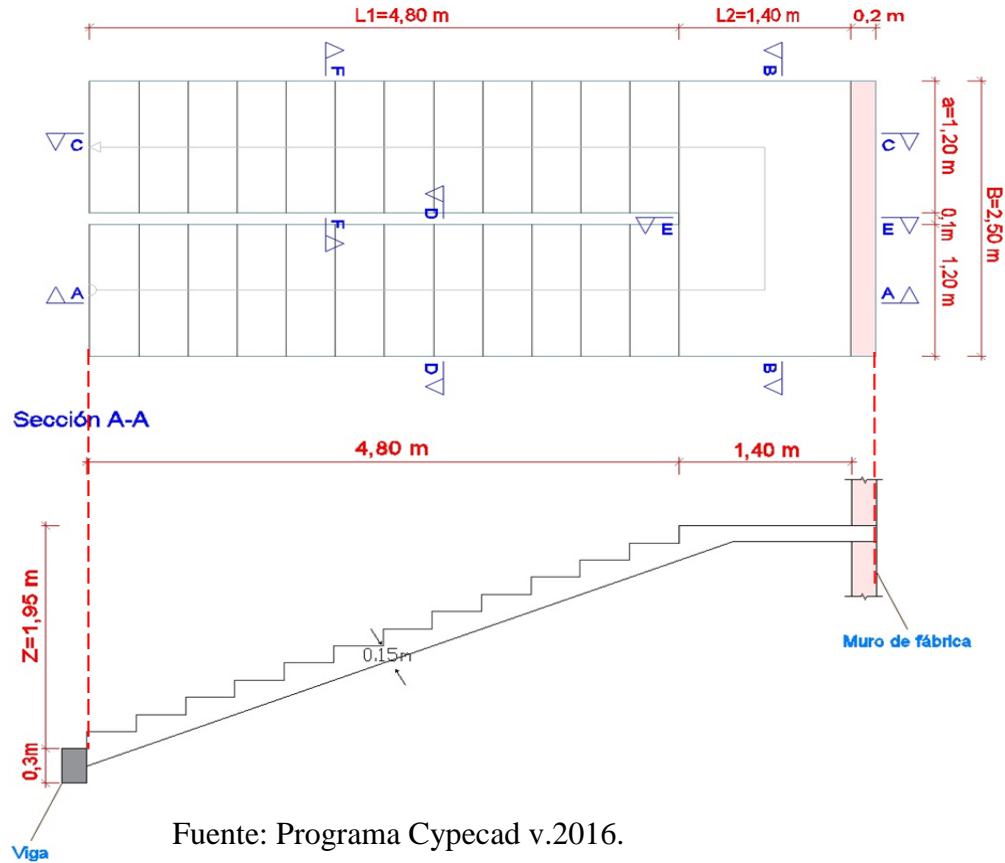 L1=4,80 m
L2=1,40 m
0,2 m
F
B
C
C
a=1,20 m
D
F
E
E
0,1m
B=2,50 m
1,20 m
A
A
D
B
Sección A-A
4,80 m
1,40 m
Z=1,95 m
0.15m
Muro de fábrica
0,3m
Viga
Fuente: Programa Cypecad v.2016.